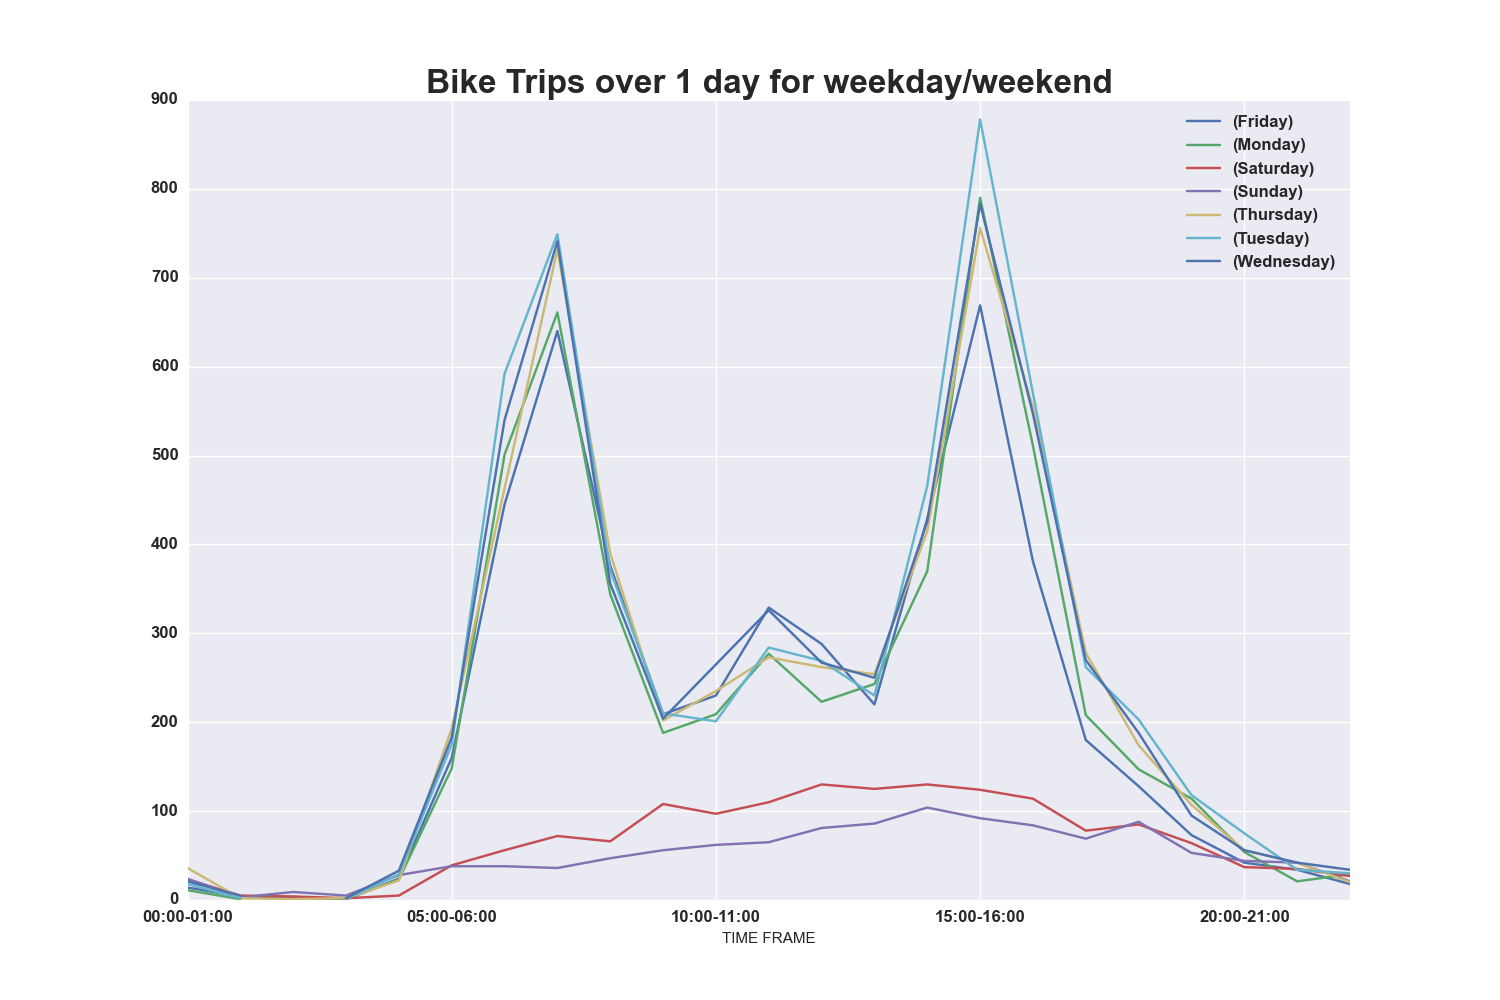 Bike Trips over 1 day for weekday/weekend
900
800
700
600
500
400
300
200
100
0
(Friday)
(Monday)
(Saturday)
(Sunday)
(Thursday)
(Tuesday)
(Wednesday)
00:00-01:00 05:00-06:00 10:00-11:00 15:00-16:00 20:00-21:00
TIME FRAME